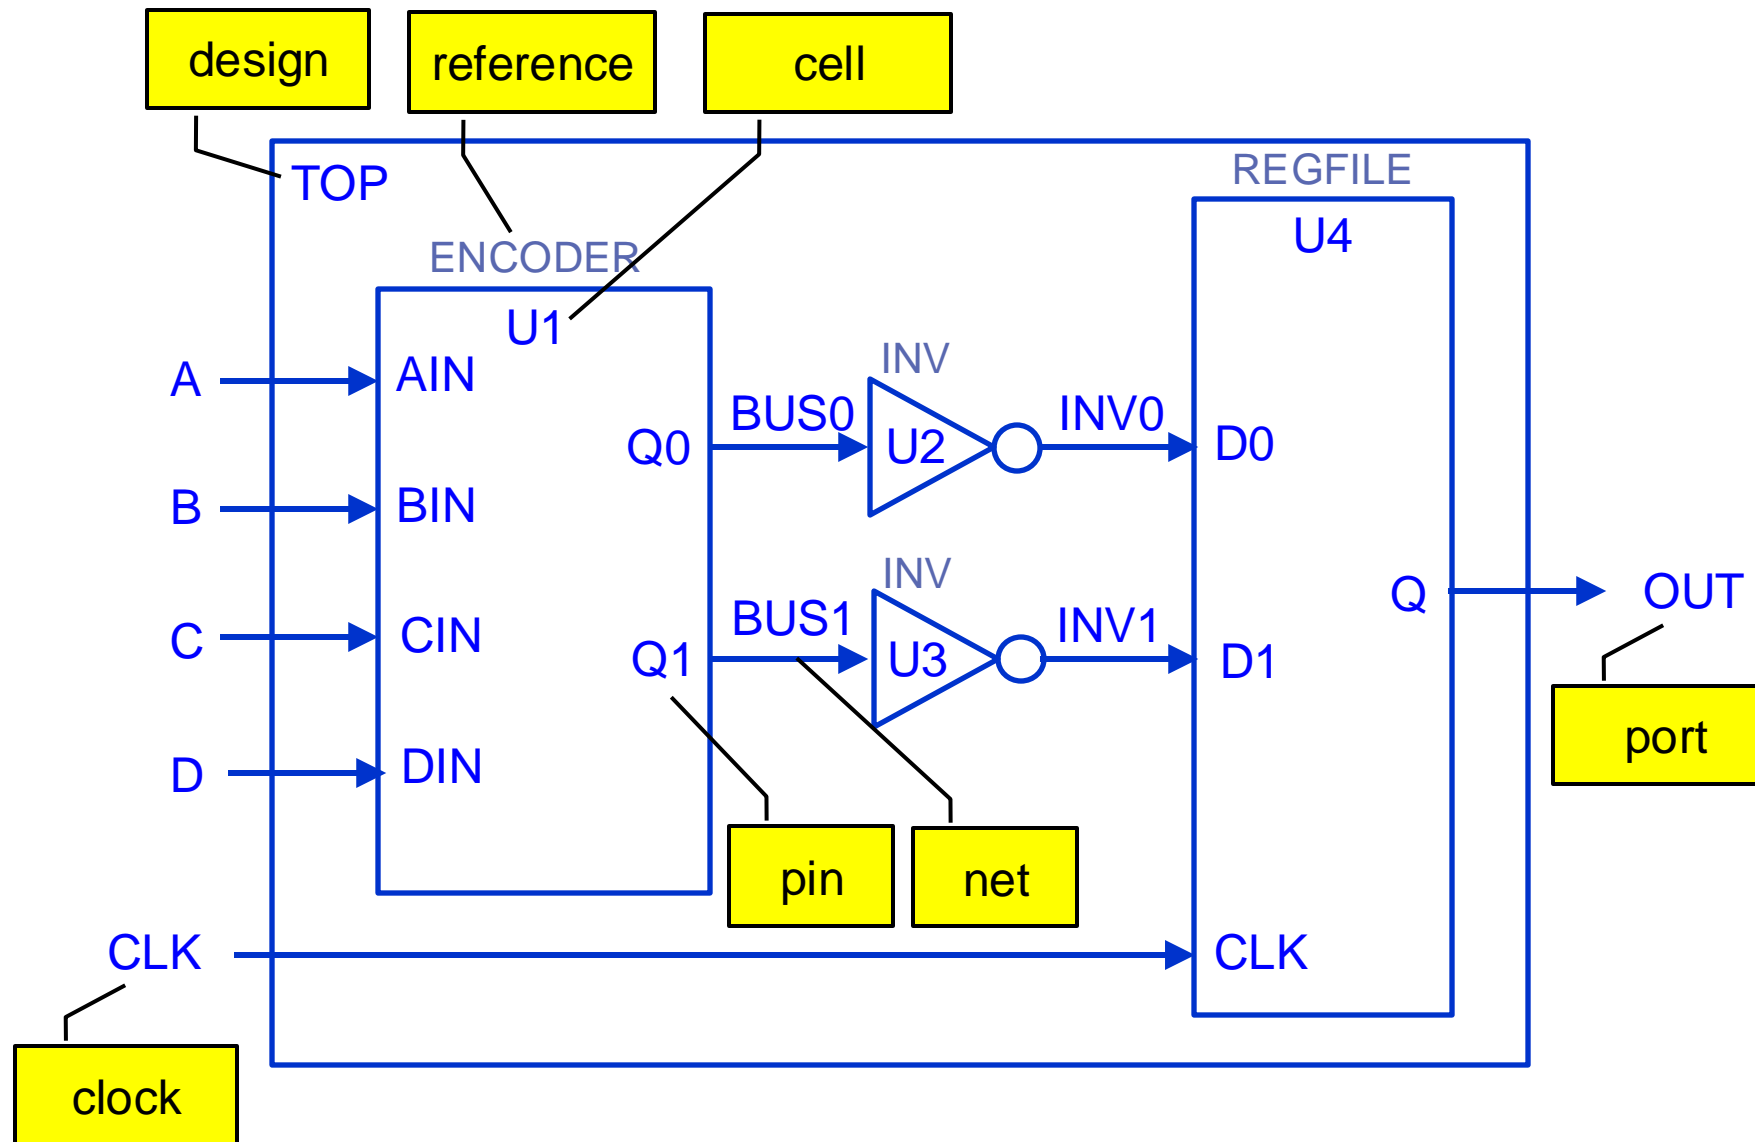 design
reference
cell
TOP
REGFILE
U4
ENCODER
U1
A
AIN
B
BIN
C
CIN
D
DIN
Q0
Q1
BUS0
INV
U2
INV0
BUS1
INV
U3
INV1
D0
D1
Q
OUT
port
pin
net
CLK
CLK
clock